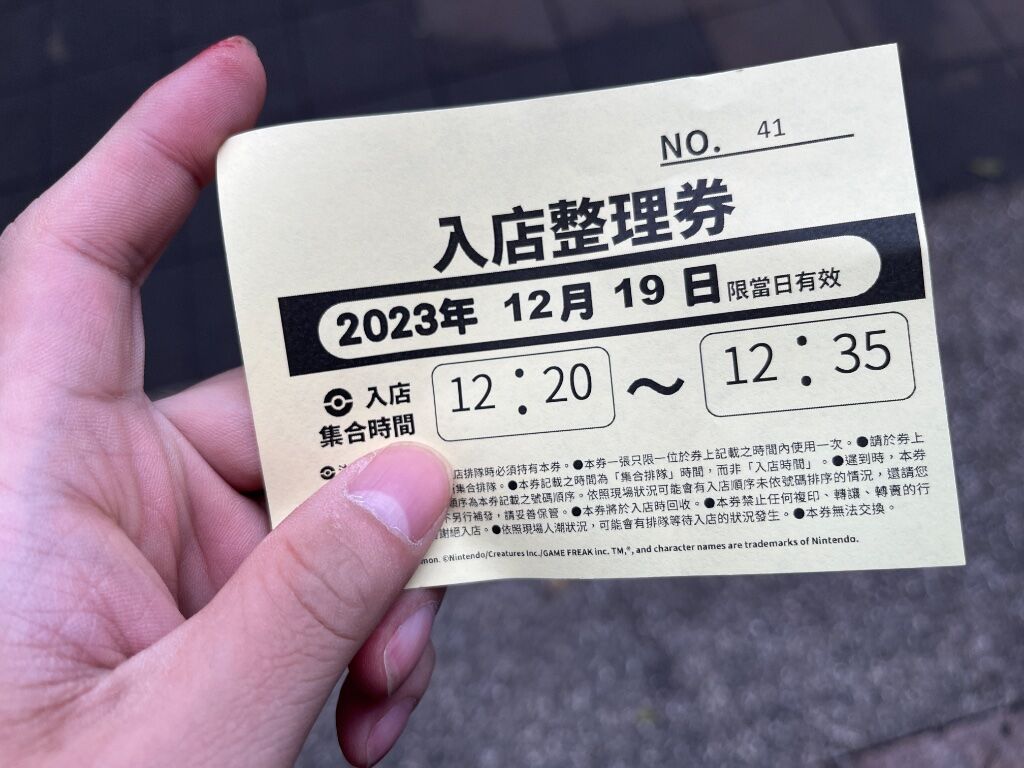 NO. 41
入店整理券
2023年 12月 19日限當日有效
入店
集合時間
12:20 ~ 12:35
店排隊時必須持有本券。●本券一張只限一位於券上記載之時間內使用一次。●請於券上
集合排隊。●本券記載之時間為「集合排隊」時間，而非「入店時間」。●遲到時，本券
順序為本券記載之號碼順序。依照現場狀況可能會有入店順序未依號碼排序的情況，還請您
另行補發，請妥善保管。●本券將於入店時回收。●本券禁止任何複印、轉讓、轉賣的行
謝絕入店。●依照現場人潮狀況，可能會有排隊等待入店的狀況發生。●本券無法交換。
mon. ©Nintendo/Creatures Inc./GAME FREAK inc. TM,®, and character names are trademarks of Nintendo.